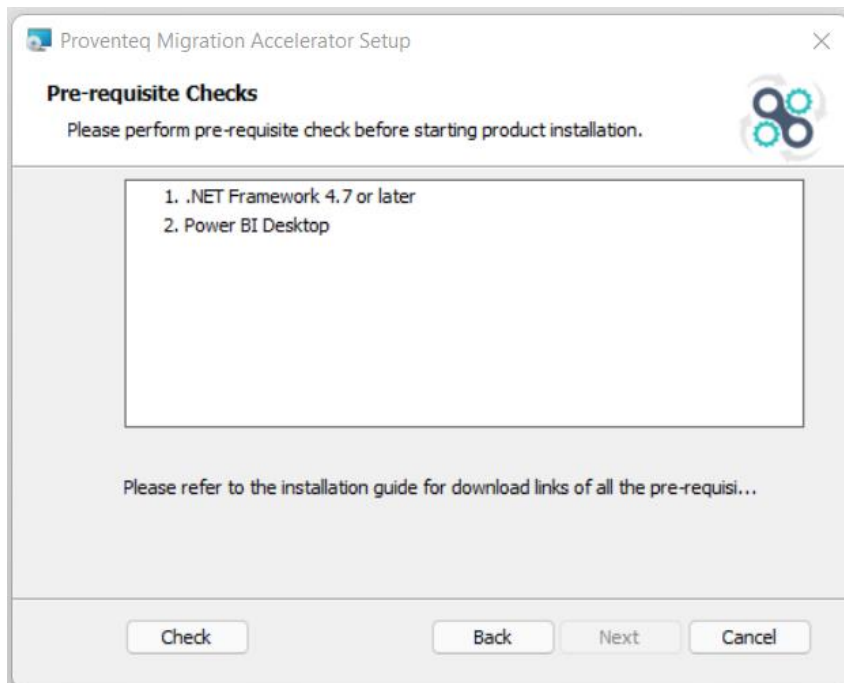 Proventeq Migration Accelerator Setup
Pre-requisite Checks
Please perform pre-requisite check before starting product installation.
1. .NET Framework 4.7 or later
2. Power BI Desktop
Please refer to the installation guide for download links of all the pre-requisi...
Check Back Next Cancel